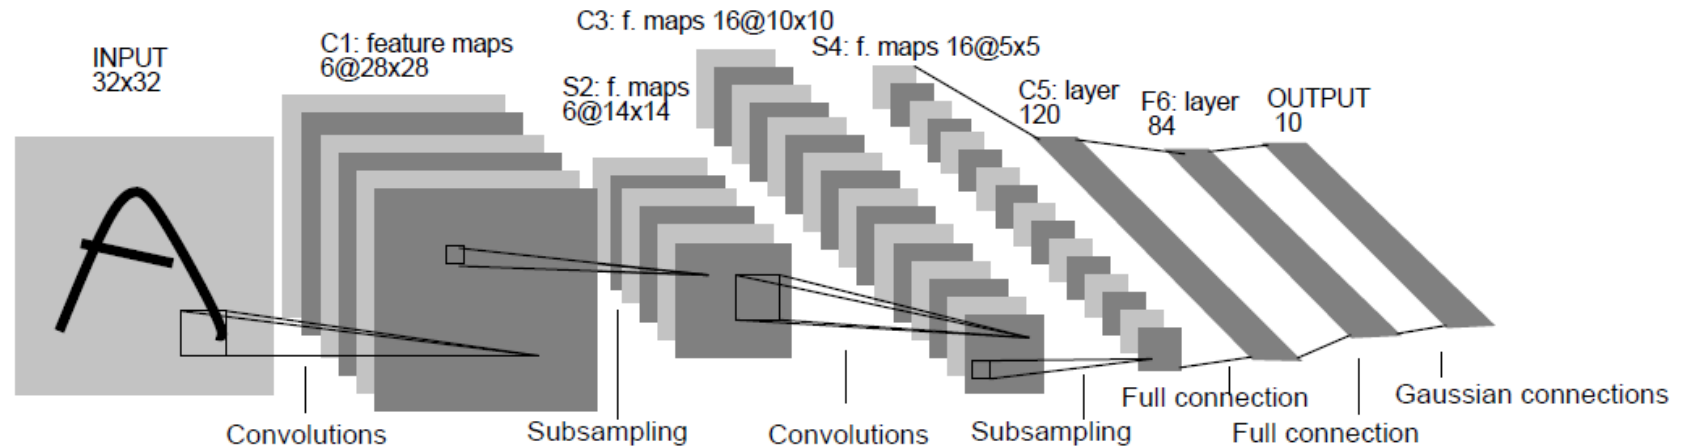 INPUT
32x32
C1: feature maps
6@28x28
S2: f. maps
6@14x14
C3: f. maps 16@10x10
S4: f. maps 16@5x5
C5: layer
120
F6: layer
84
OUTPUT
10
Convolutions
Subsampling
Convolutions
Subsampling
Full connection
Full connection
Gaussian connections